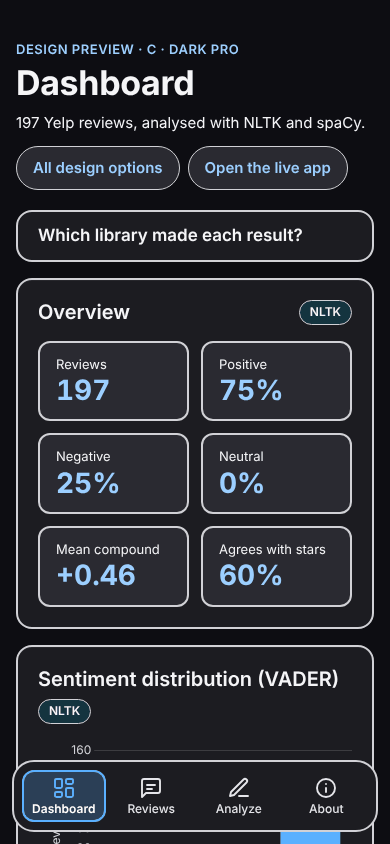 DESIGN PREVIEW · C · DARK PRO
Dashboard
197 Yelp reviews, analysed with NLTK and spaCy.
All design options
Open the live app
Which library made each result?
Overview
NLTK
Reviews
197
Positive
75%
Negative
25%
Neutral
0%
Mean compound
+0.46
Agrees with stars
60%
Sentiment distribution (VADER)
NLTK
160
Dashboard
Reviews
Analyze
About